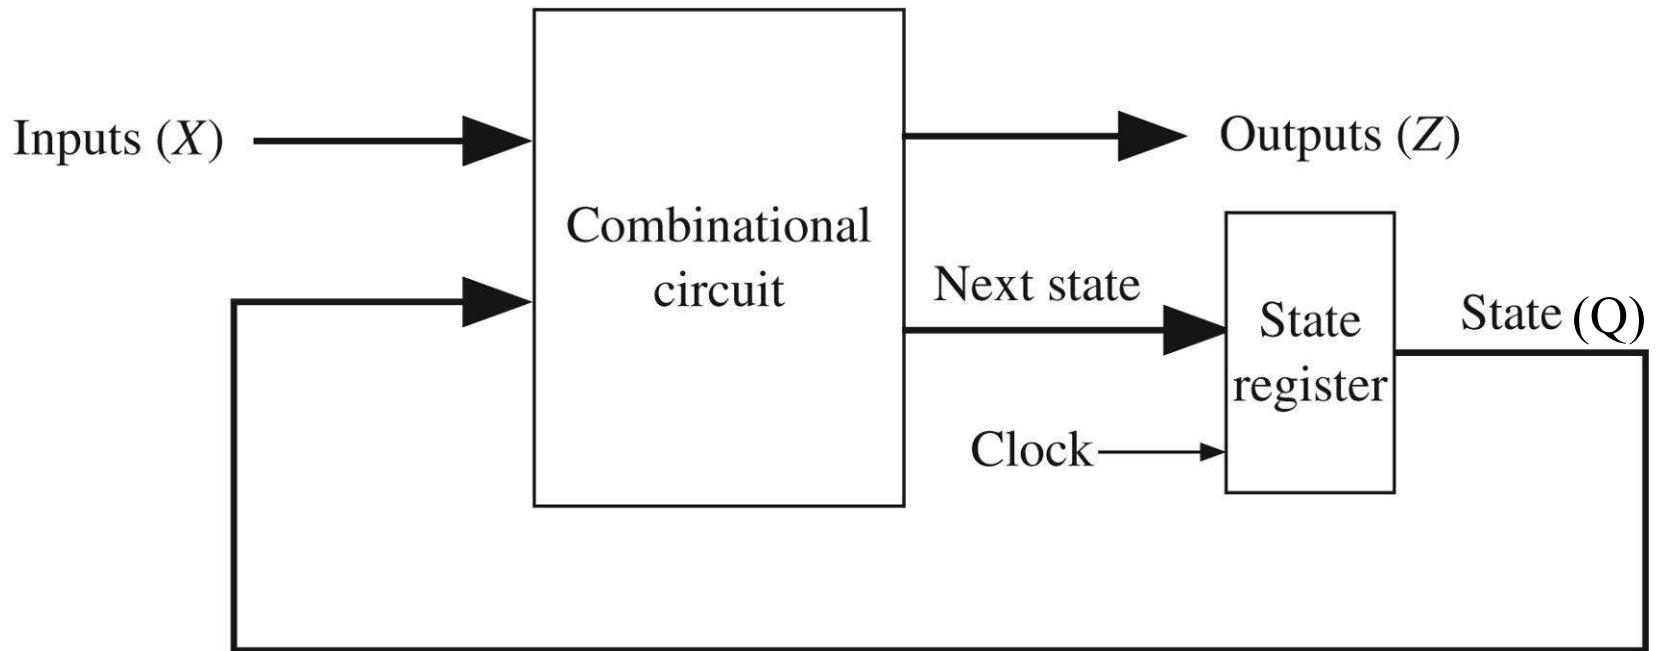 Inputs (X)
Combinational
circuit
Outputs (Z)
Next state
State
register
State (Q)
Clock